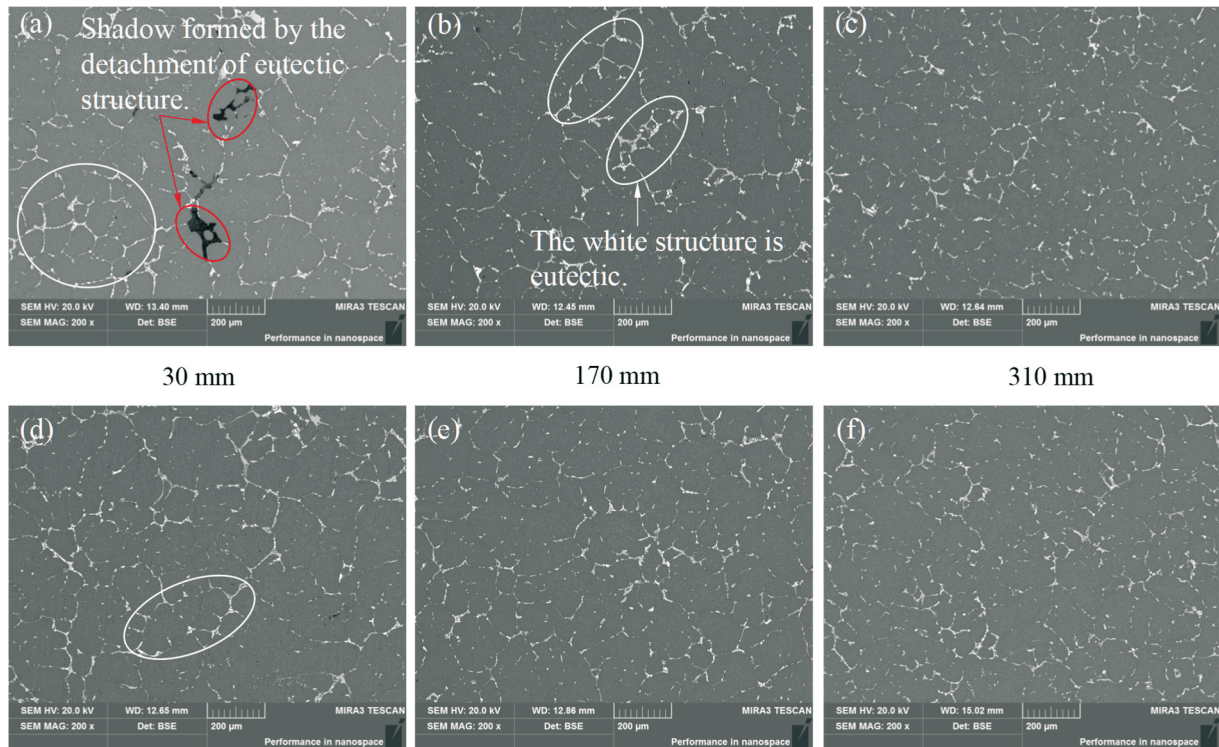 (a) Shadow formed by the
detachment of eutectic
structure.
SEM HV: 20.0 kV WD: 13.40 mm MIRA3 TESCAN
SEM MAG: 200 x Det: BSE 200 µm
Performance in nanospace
(b)
The white structure is
eutectic.
SEM HV: 20.0 kV WD: 12.45 mm MIRA3 TESCAN
SEM MAG: 200 x Det: BSE 200 µm
Performance in nanospace
(c)
SEM HV: 20.0 kV WD: 12.64 mm MIRA3 TESCAN
SEM MAG: 200 x Det: BSE 200 µm
Performance in nanospace
30 mm 170 mm 310 mm
(d)
SEM HV: 20.0 kV WD: 12.65 mm MIRA3 TESCAN
SEM MAG: 200 x Det: BSE 200 µm
Performance in nanospace
(e)
SEM HV: 20.0 kV WD: 12.86 mm MIRA3 TESCAN
SEM MAG: 200 x Det: BSE 200 µm
Performance in nanospace
(f)
SEM HV: 20.0 kV WD: 15.02 mm MIRA3 TESCAN
SEM MAG: 200 x Det: BSE 200 µm
Performance in nanospace